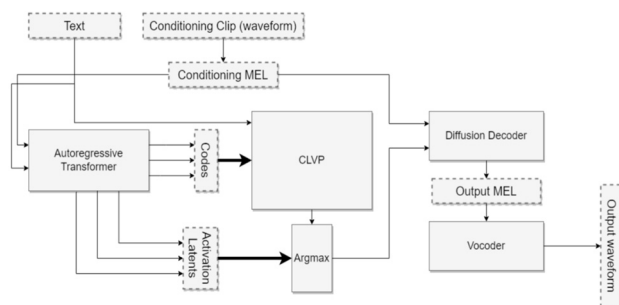 Text
Conditioning Clip (waveform)
Conditioning MEL
Autoregressive
Transformer
Codes
CLVP
Diffusion Decoder
Output MEL
Activation
Latents
Argmax
Vocoder
Output waveform